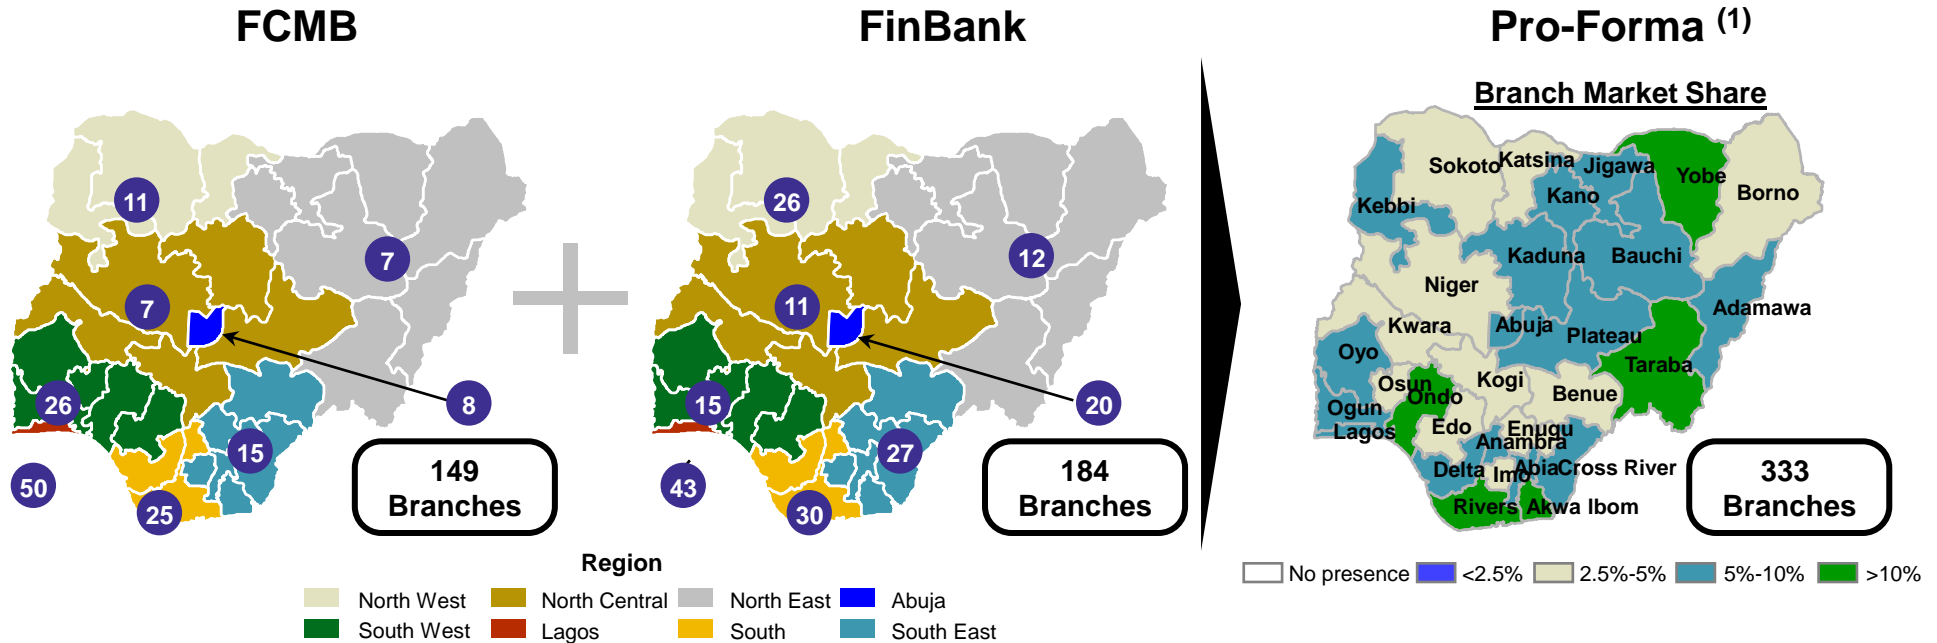 FCMB
FinBank
Pro-Forma (1)
Branch Market Share
11
7
7
8
26
15
50
25
149
Branches
26
12
11
20
15
27
43
30
184
Branches
Sokoto
Katsina
Jigawa
Yobe
Borno
Kano
Kebbi
Kaduna
Bauchi
Niger
Adamawa
Kwara
Abuja
Plateau
Oyo
Taraba
Osun
Kogi
Ondo
Benue
Ogun
Edo
Enugu
Lagos
Anambra
Delta
Imo
Abia
Cross River
Rivers
Akwa Ibom
333
Branches
Region
North West
North Central
North East
Abuja
South West
Lagos
South
South East
No presence
<2.5%
2.5%-5%
5%-10%
>10%